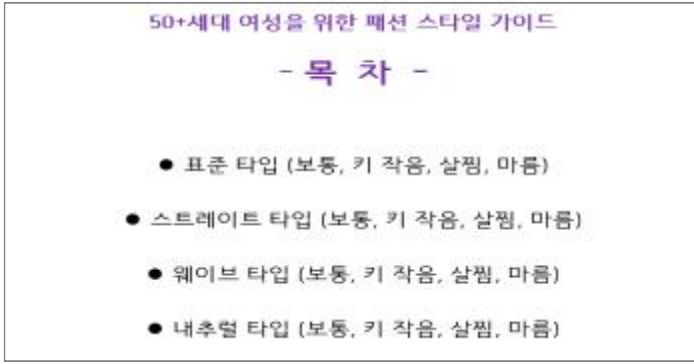 50+세대 여성을 위한 패션 스타일 가이드
- 목 차 -
● 표준 타입 (보통, 키 작음, 살찜, 마름)
● 스트레이트 타입 (보통, 키 작음, 살찜, 마름)
● 웨이브 타입 (보통, 키 작음, 살찜, 마름)
● 내추럴 타입 (보통, 키 작음, 살찜, 마름)